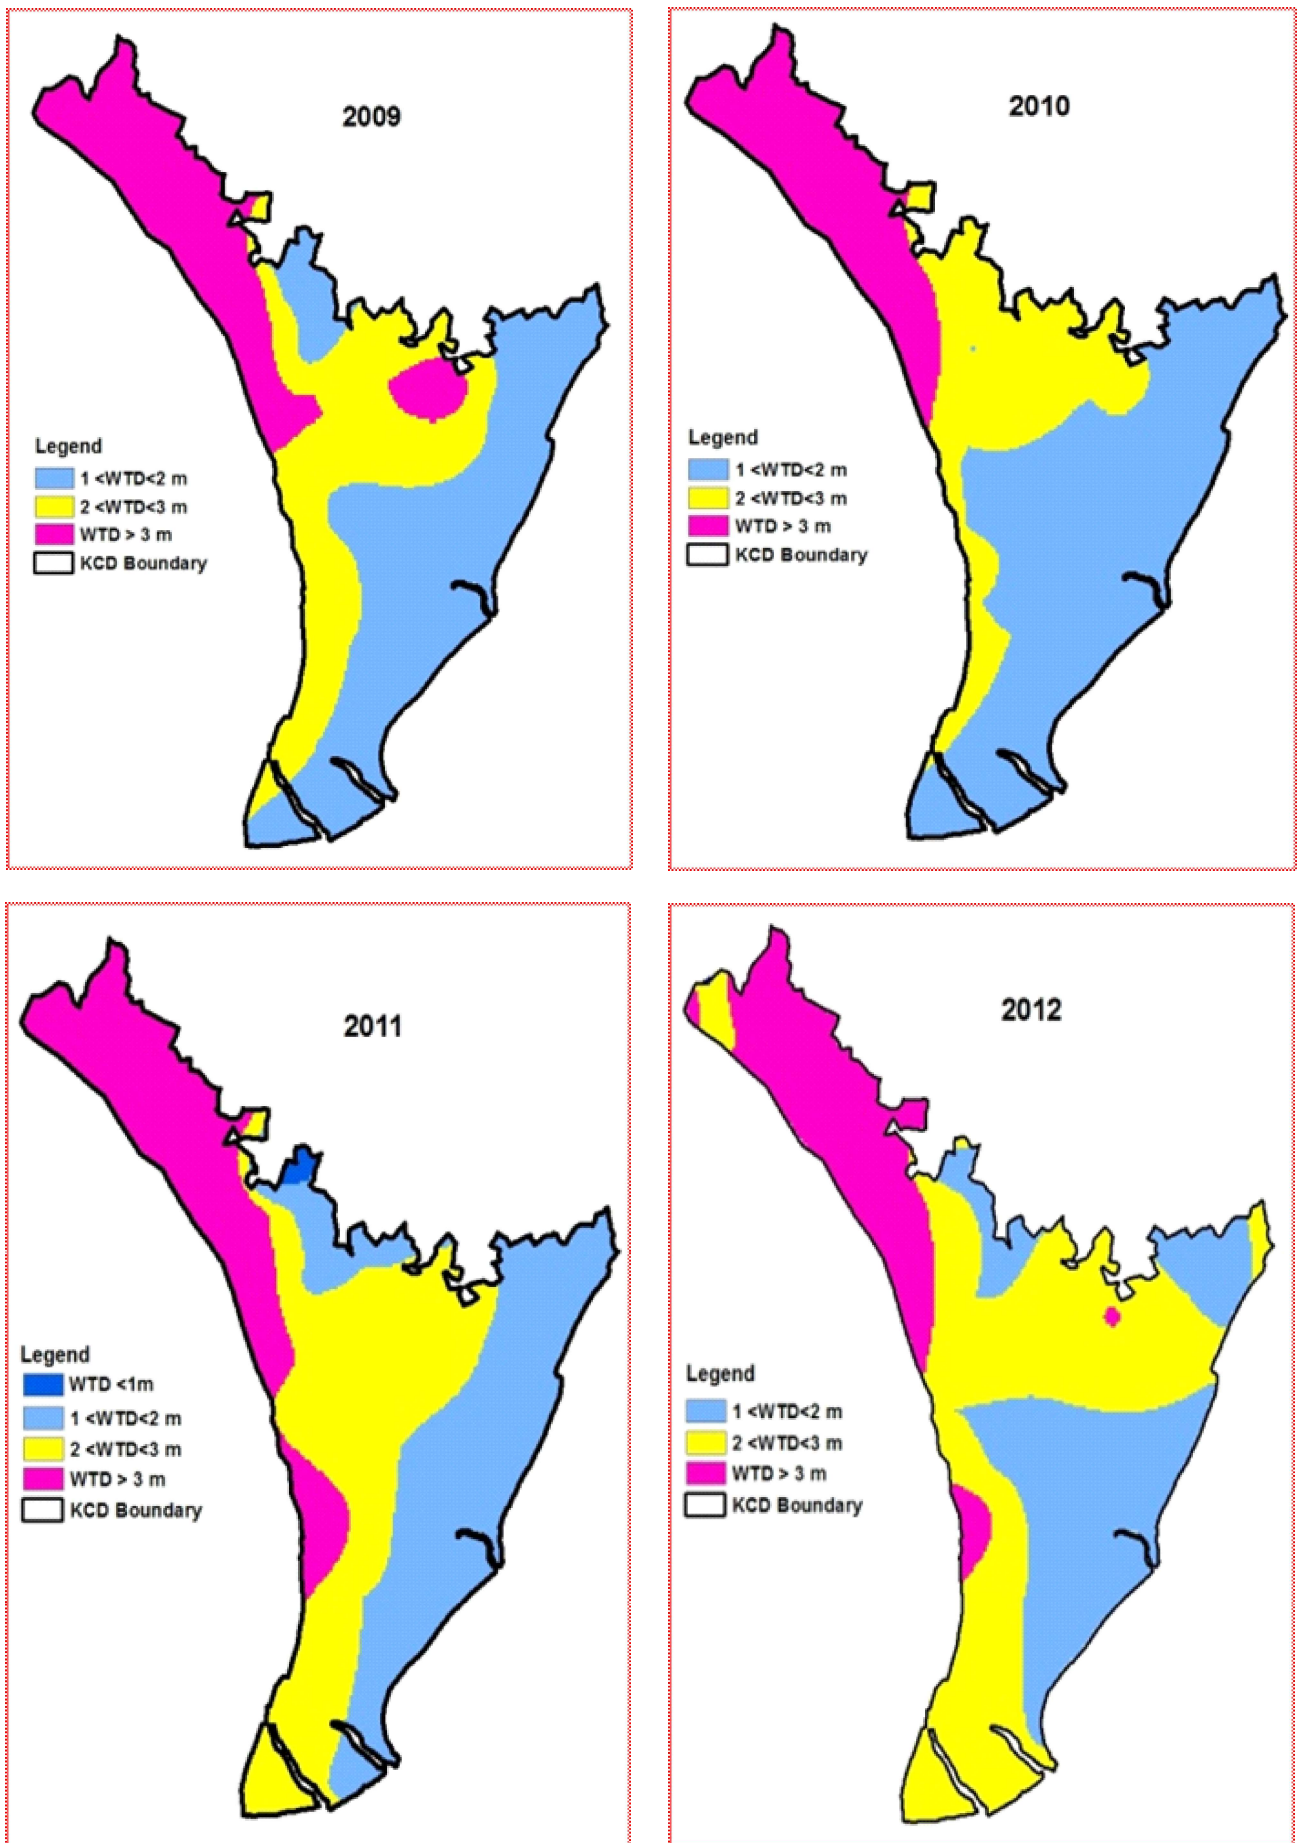 2009
Legend
1 <WTD<2 m
2 <WTD<3 m
WTD > 3 m
KCD Boundary
2010
Legend
1 <WTD<2 m
2 <WTD<3 m
WTD > 3 m
KCD Boundary
2011
Legend
WTD <1m
1 <WTD<2 m
2 <WTD<3 m
WTD > 3 m
KCD Boundary
2012
Legend
1 <WTD<2 m
2 <WTD<3 m
WTD > 3 m
KCD Boundary